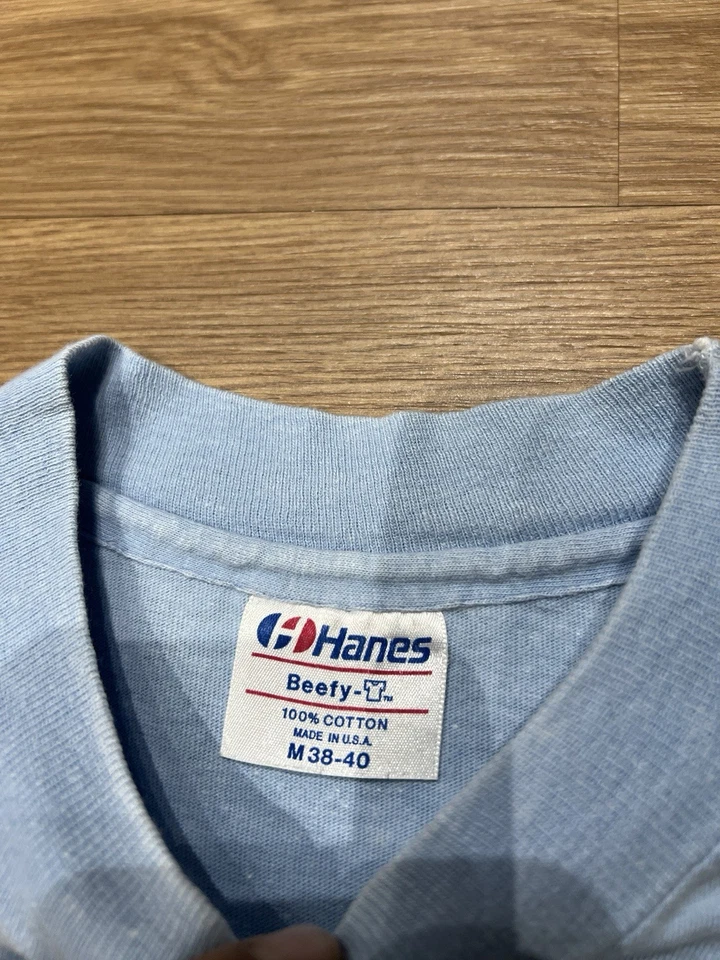 Hanes
Beefy-
100% COTTON
MADE IN U.S.A.
M 38-40